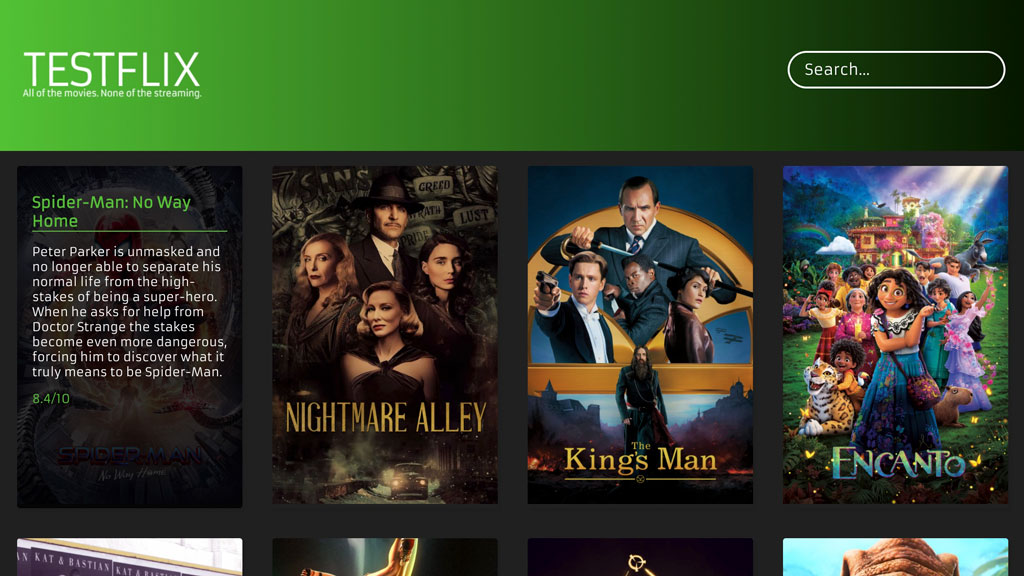 TESTFLIX
All of the movies. None of the streaming.
Search...
Spider-Man: No Way
Home
Peter Parker is unmasked and
no longer able to separate his
normal life from the high-
stakes of being a super-hero.
When he asks for help from
Doctor Strange the stakes
become even more dangerous,
forcing him to discover what it
truly means to be Spider-Man.
8.4/10
SPIDER-MAN
No Way Home
7 SINS
GREED
WRATH
LUST
PRIDE
NIGHTMARE ALLEY
The
King's Man
ENCANTO
KAT & BASTIAN
KAT & BASTIAN